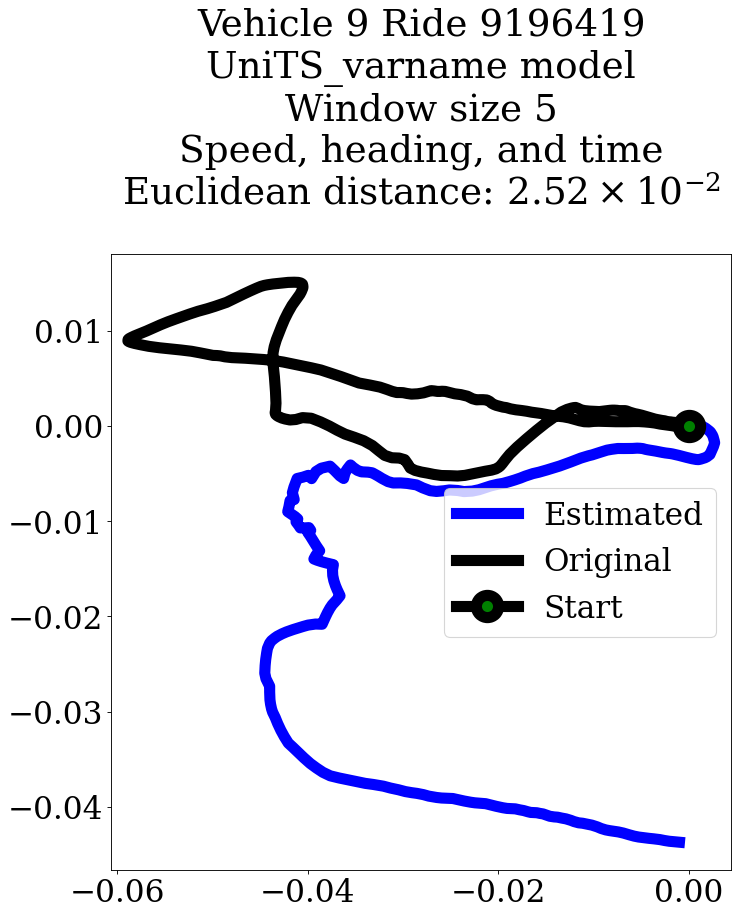 Vehicle 9 Ride 9196419
UniTS_varname model
Window size 5
Speed, heading, and time
Euclidean distance: 2.52 × 10⁻²
0.01
0.00
−0.01
−0.02
−0.03
−0.04
Estimated
Original
Start
−0.06
−0.04
−0.02
0.00